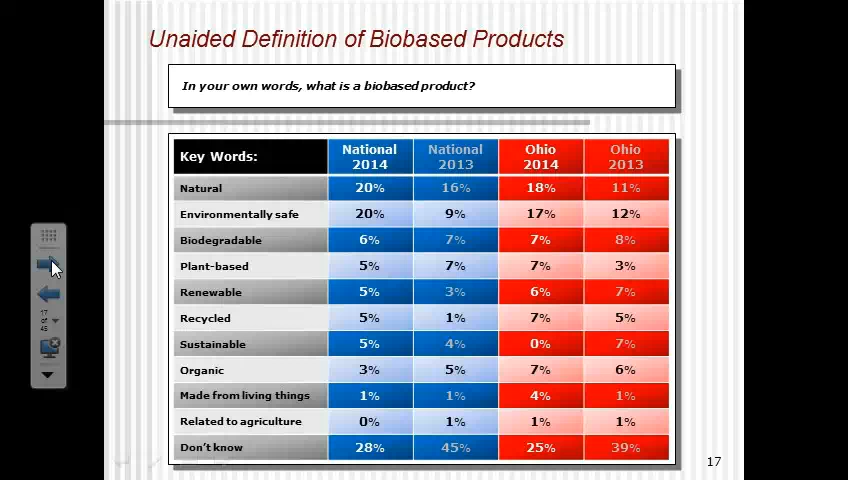 Unaided Definition of Biobased Products
In your own words, what is a biobased product?
Key Words: National 2014 National 2013 Ohio 2014 Ohio 2013
Natural 20% 16% 18% 11%
Environmentally safe 20% 9% 17% 12%
Biodegradable 6% 7% 7% 8%
Plant-based 5% 7% 7% 3%
Renewable 5% 3% 6% 7%
Recycled 5% 1% 7% 5%
Sustainable 5% 4% 0% 7%
Organic 3% 5% 7% 6%
Made from living things 1% 1% 4% 1%
Related to agriculture 0% 1% 1% 1%
Don't know 28% 45% 25% 39%
17
17
of
45